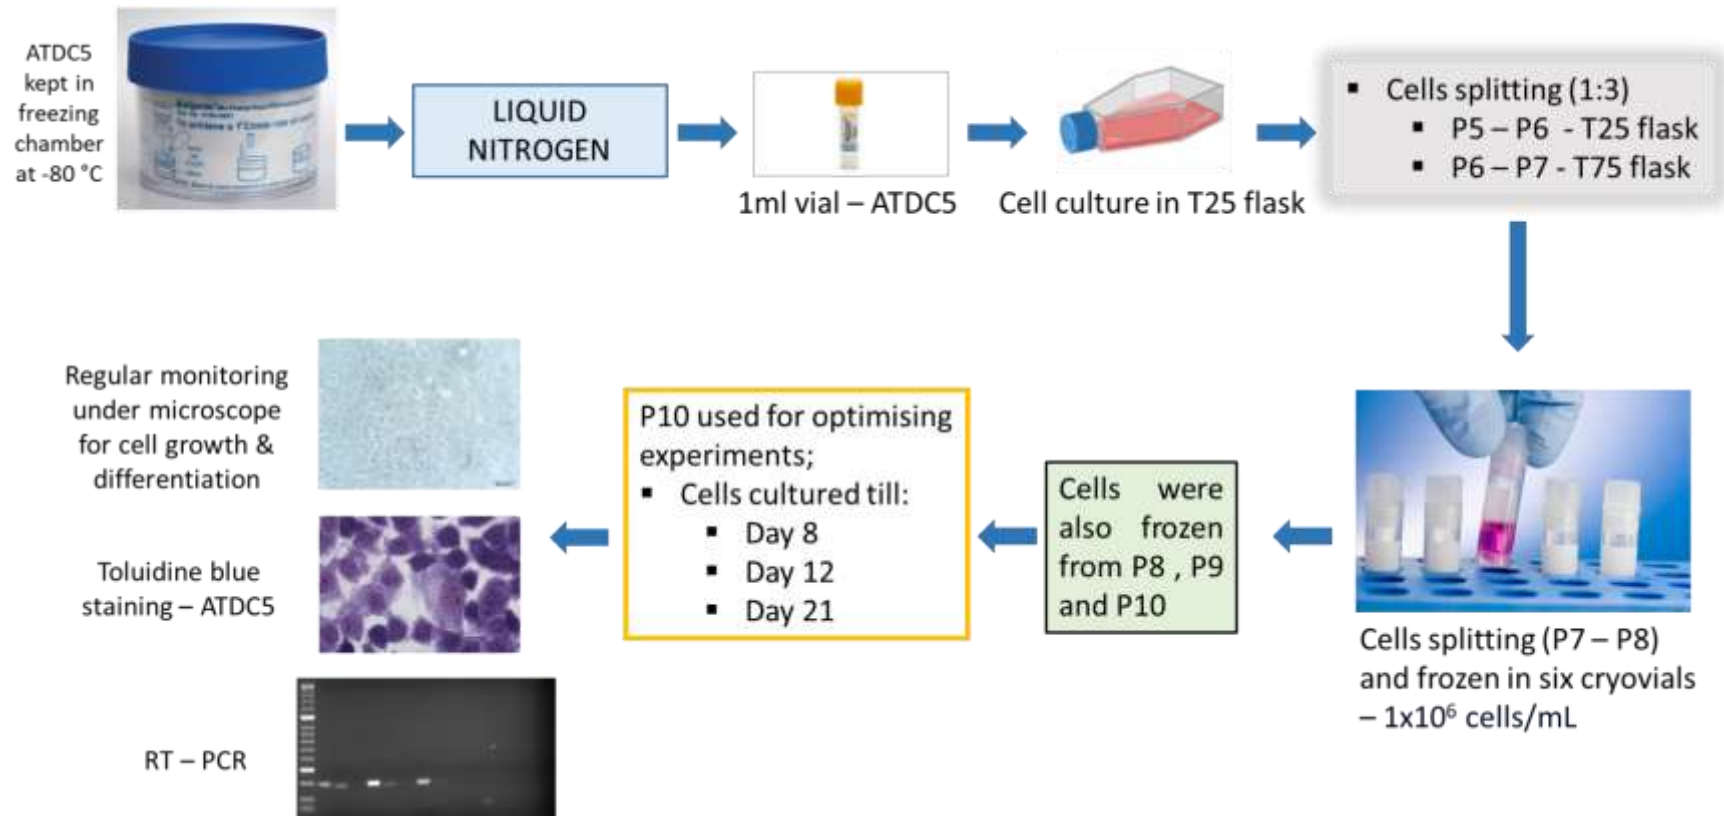 ATDC5
kept in
freezing
chamber
at -80 °C
LIQUID
NITROGEN
1ml vial – ATDC5
Cell culture in T25 flask
▪ Cells splitting (1:3)
▪ P5 – P6 - T25 flask
▪ P6 – P7 - T75 flask
Cells splitting (P7 – P8)
and frozen in six cryovials
– 1x10⁶ cells/mL
Cells were
also frozen
from P8 , P9
and P10
P10 used for optimising
experiments;
▪ Cells cultured till:
▪ Day 8
▪ Day 12
▪ Day 21
Regular monitoring
under microscope
for cell growth &
differentiation
Toluidine blue
staining – ATDC5
RT – PCR